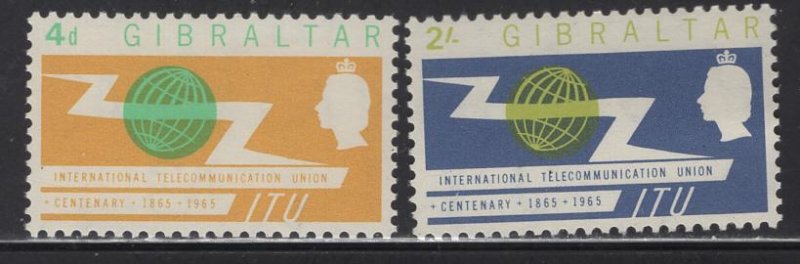 4d GIBRALTAR
INTERNATIONAL TELECOMMUNICATION UNION
+ CENTENARY + 1865 + 1965 ITU
2/- GIBRALTAR
INTERNATIONAL TELECOMMUNICATION UNION
+ CENTENARY + 1865 + 1965 ITU